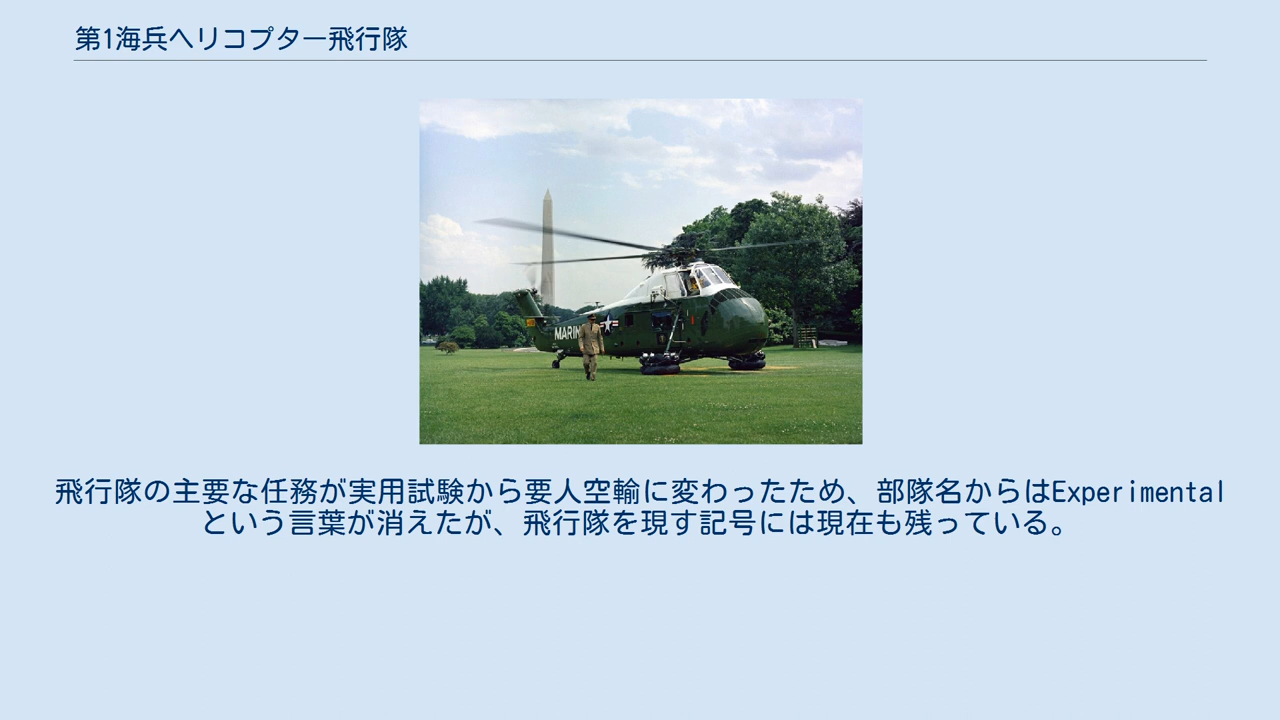 第1海兵ヘリコプター飛行隊
MARIN
飛行隊の主要な任務が実用試験から要人空輸に変わったため、部隊名からはExperimental
という言葉が消えたが、飛行隊を現す記号には現在も残っている。